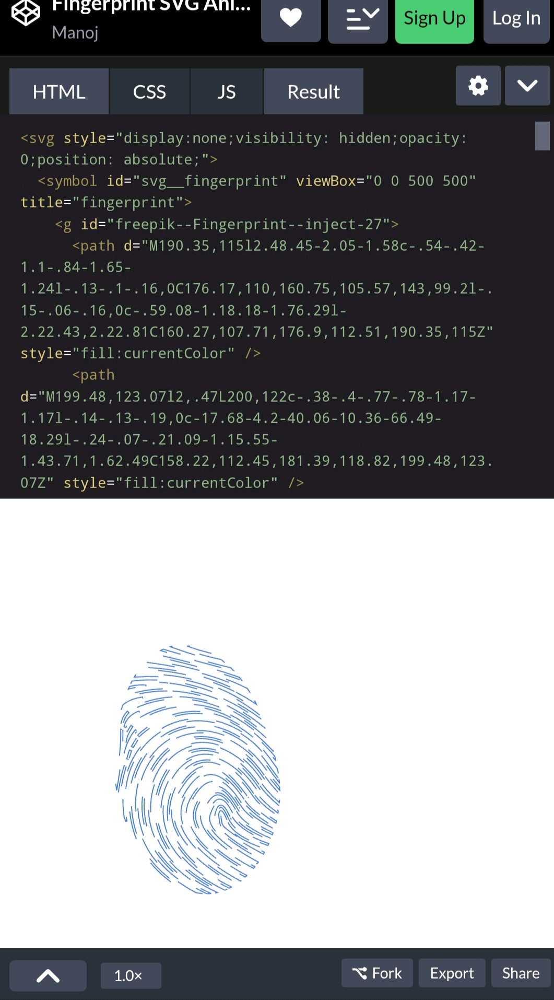 Fingerprint SVG Ani...
Manoj
Sign Up
Log In
HTML
CSS
JS
Result
<svg style="display:none;visibility: hidden;opacity:
0;position: absolute;">
<symbol id="svg__fingerprint" viewBox="0 0 500 500"
title="fingerprint">
<g id="freepik--Fingerprint--inject-27">
<path d="M190.35,115l2.48.45-2.05-1.58c-.54-.42-
1.1-.84-1.65-
1.24l-.13-.1-.16,0C176.17,110,160.75,105.57,143,99.2l-.
15-.06-.16,0c-.59.08-1.18.18-1.76.29l-
2.22.43,2.22.81C160.27,107.71,176.9,112.51,190.35,115Z"
style="fill:currentColor" />
<path
d="M199.48,123.07l2,.47L200,122c-.38-.4-.77-.78-1.17-
1.17l-.14-.13-.19,0c-17.68-4.2-40.06-10.36-66.49-
18.29l-.24-.07-.21.09-1.15.55-
1.43.71,1.62.49C158.22,112.45,181.39,118.82,199.48,123.
07Z" style="fill:currentColor" />
1.0×
Fork
Export
Share